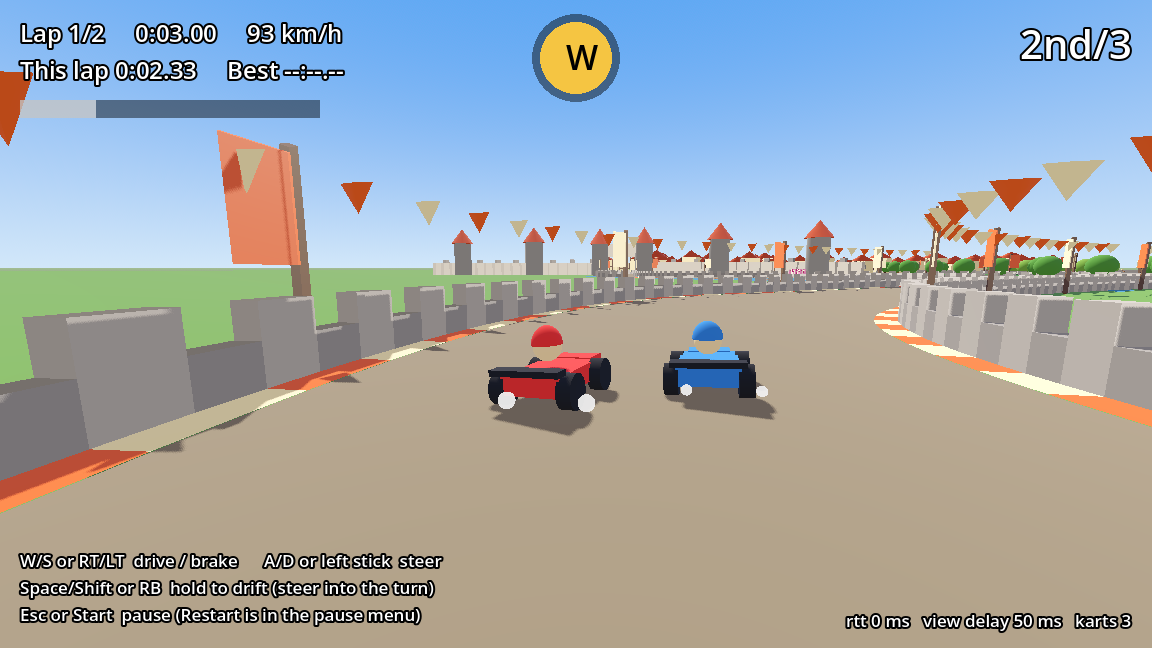 Lap 1/2 0:03.00 93 km/h
This lap 0:02.33 Best --:--.--
W
2nd/3
W/S or RT/LT drive / brake A/D or left stick steer
Space/Shift or RB hold to drift (steer into the turn)
Esc or Start pause (Restart is in the pause menu)
rtt 0 ms view delay 50 ms karts 3